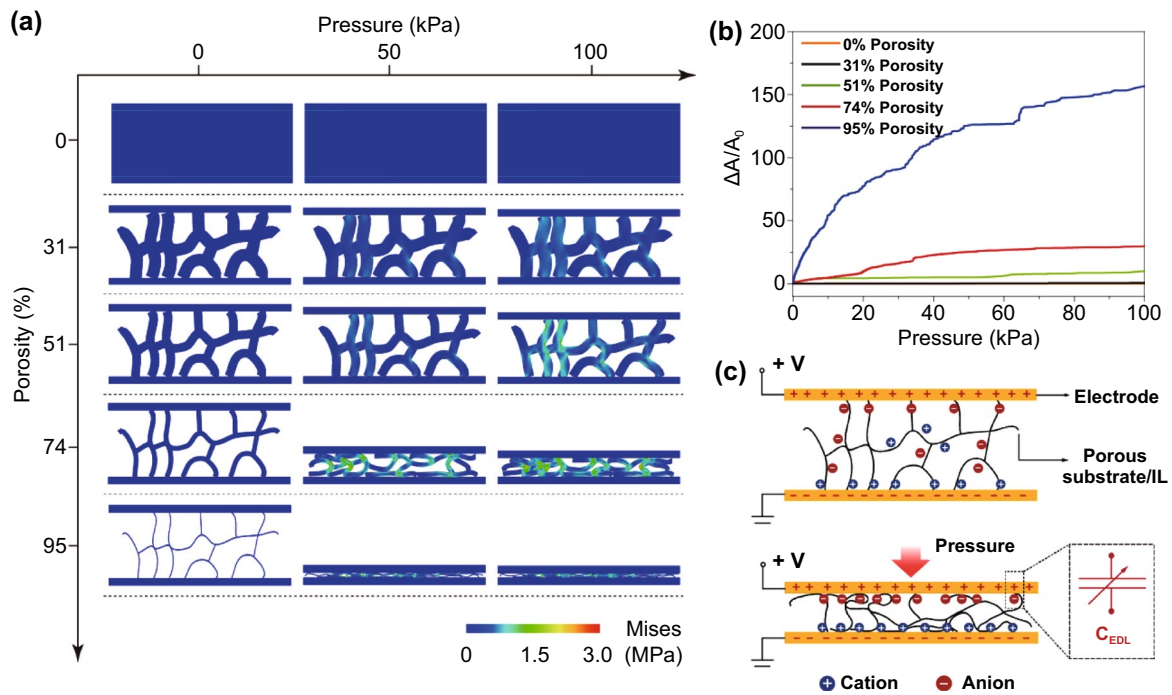 (a)
Pressure (kPa)
0
50
100
Porosity (%)
0
31
51
74
95
Mises
(MPa)
0
1.5
3.0
(b)
200
150
100
50
0
ΔA/A₀
0% Porosity
31% Porosity
51% Porosity
74% Porosity
95% Porosity
0
20
40
60
80
100
Pressure (kPa)
(c)
+ V
+ + + + + + + + + + + +
Electrode
Porous
substrate/IL
Pressure
+ V
C_EDL
+ Cation
− Anion